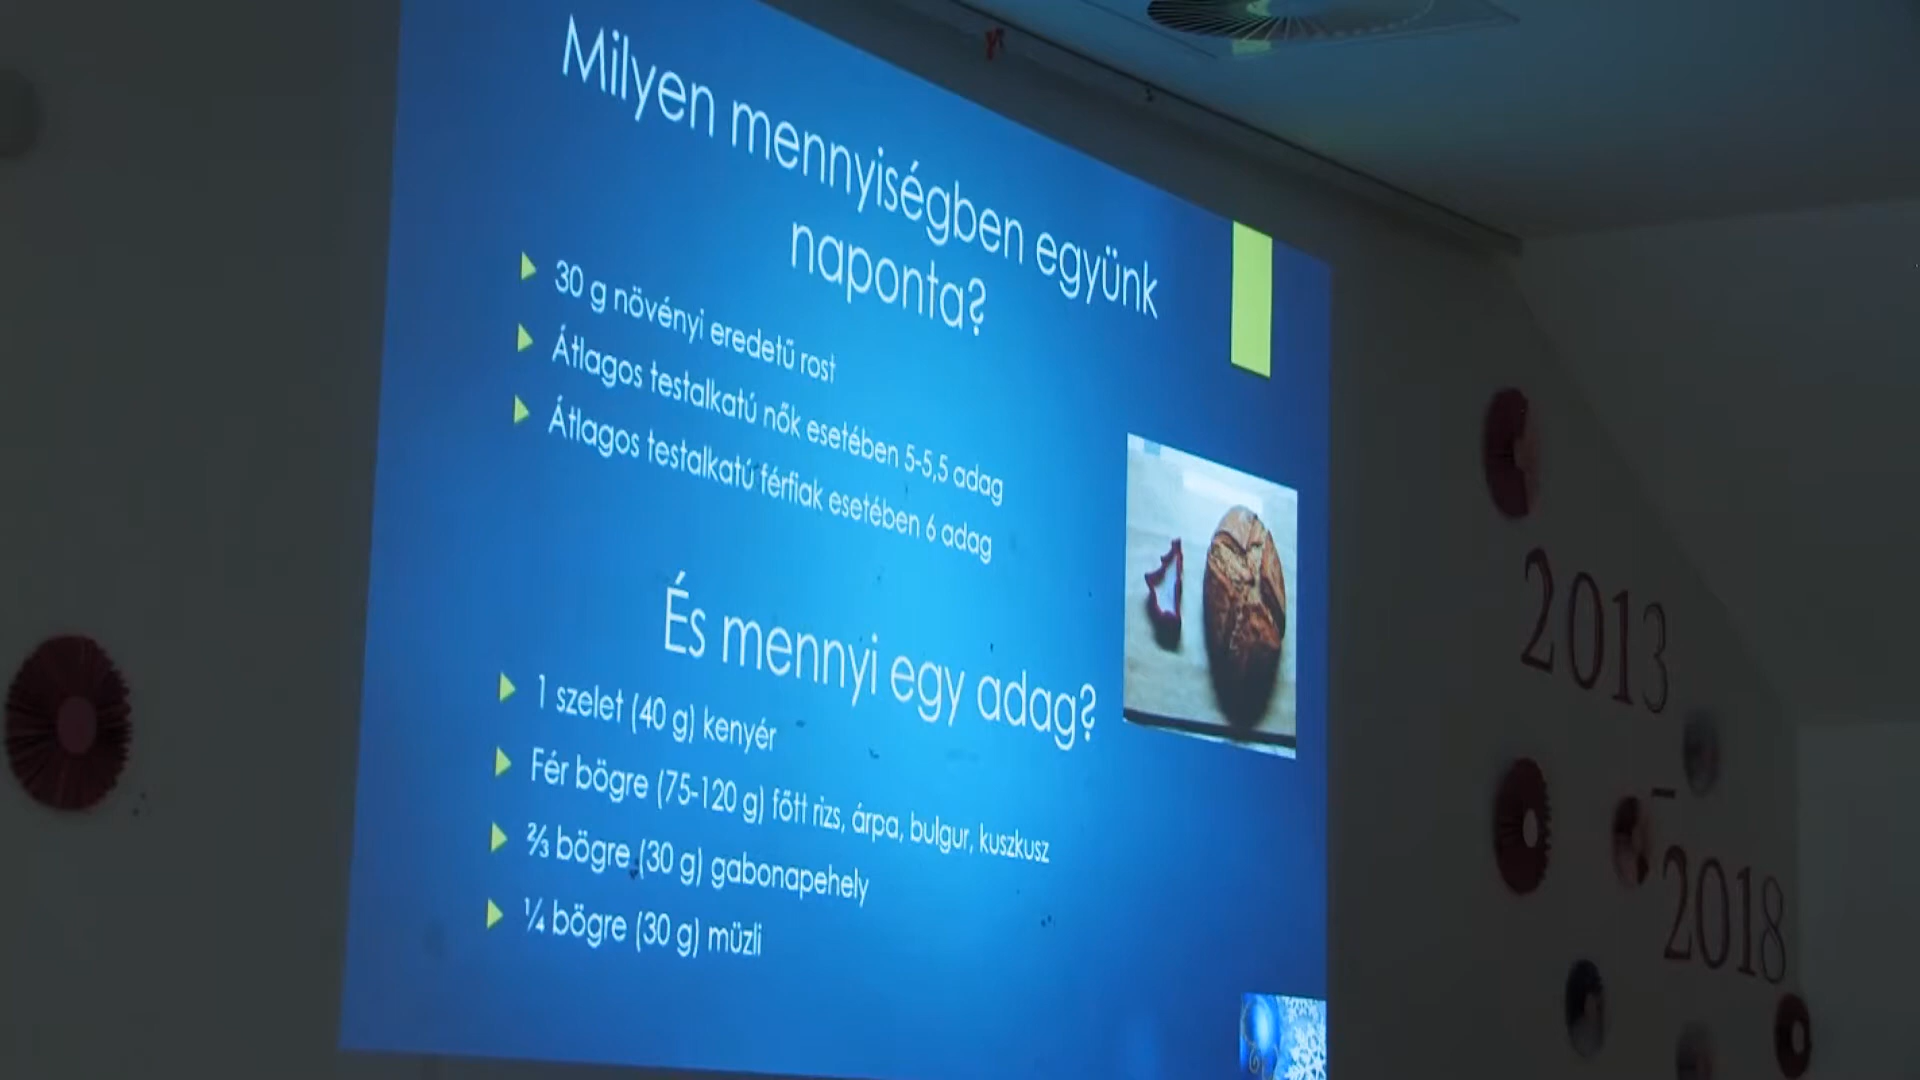 Milyen mennyiségben együnk
naponta?
30 g növényi eredetű rost
Átlagos testalkatú nők esetében 5-5,5 adag
Átlagos testalkatú férfiak esetében 6 adag
És mennyi egy adag?
1 szelet (40 g) kenyér
Fér bögre (75-120 g) főtt rizs, árpa, bulgur, kuszkusz
⅔ bögre (30 g) gabonapehely
¼ bögre (30 g) müzli
2013
–
2018